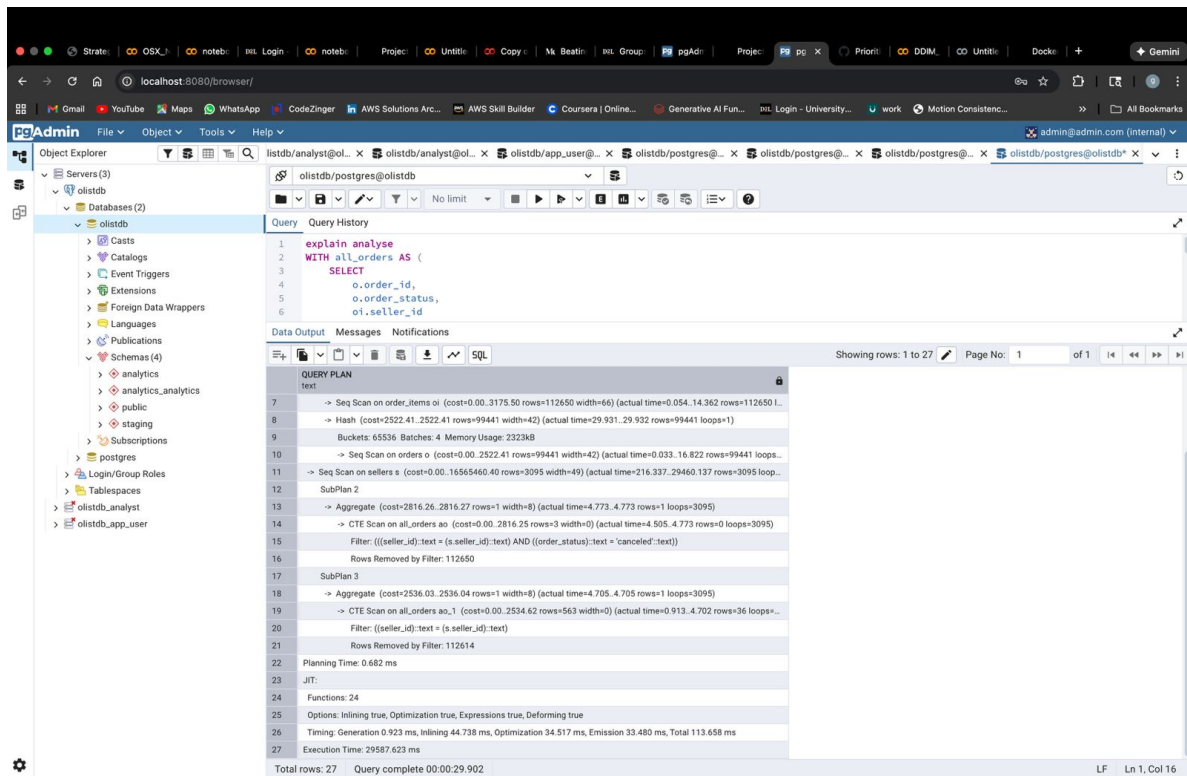 Strate
OSX_N
notebo
Login -
notebo
Project
Untitle
Copy o
Beatin
Group
pgAdm
Project
pg
Prioriti
DDIM_
Untitle
Docke
Gemini
localhost:8080/browser/
Gmail YouTube Maps WhatsApp CodeZinger AWS Solutions Arc... AWS Skill Builder Coursera | Online... Generative AI Fun... Login - University... work Motion Consistenc... All Bookmarks
pgAdmin File Object Tools Help admin@admin.com (internal)
Object Explorer
Servers (3)
olistdb
Databases (2)
olistdb
Casts
Catalogs
Event Triggers
Extensions
Foreign Data Wrappers
Languages
Publications
Schemas (4)
analytics
analytics_analytics
public
staging
Subscriptions
postgres
Login/Group Roles
Tablespaces
olistdb_analyst
olistdb_app_user
listdb/analyst@ol... olistdb/analyst@ol... olistdb/app_user@... olistdb/postgres@... olistdb/postgres@... olistdb/postgres@... olistdb/postgres@olistdb*
olistdb/postgres@olistdb
No limit
Query Query History
1 explain analyse
2 WITH all_orders AS (
3 SELECT
4 o.order_id,
5 o.order_status,
6 oi.seller_id
Data Output Messages Notifications
SQL Showing rows: 1 to 27 Page No: 1 of 1
QUERY PLAN
text
7 -> Seq Scan on order_items oi (cost=0.00..3175.50 rows=112650 width=66) (actual time=0.054..14.362 rows=112650 l...
8 -> Hash (cost=2522.41..2522.41 rows=99441 width=42) (actual time=29.931..29.932 rows=99441 loops=1)
9 Buckets: 65536 Batches: 4 Memory Usage: 2323kB
10 -> Seq Scan on orders o (cost=0.00..2522.41 rows=99441 width=42) (actual time=0.033..16.822 rows=99441 loops...
11 -> Seq Scan on sellers s (cost=0.00..16565460.40 rows=3095 width=49) (actual time=216.337..29460.137 rows=3095 loop...
12 SubPlan 2
13 -> Aggregate (cost=2816.26..2816.27 rows=1 width=8) (actual time=4.773..4.773 rows=1 loops=3095)
14 -> CTE Scan on all_orders ao (cost=0.00..2816.25 rows=3 width=0) (actual time=4.505..4.773 rows=0 loops=3095)
15 Filter: (((seller_id)::text = (s.seller_id)::text) AND ((order_status)::text = 'canceled'::text))
16 Rows Removed by Filter: 112650
17 SubPlan 3
18 -> Aggregate (cost=2536.03..2536.04 rows=1 width=8) (actual time=4.705..4.705 rows=1 loops=3095)
19 -> CTE Scan on all_orders ao_1 (cost=0.00..2534.62 rows=563 width=0) (actual time=0.913..4.702 rows=36 loops=...
20 Filter: ((seller_id)::text = (s.seller_id)::text)
21 Rows Removed by Filter: 112614
22 Planning Time: 0.682 ms
23 JIT:
24 Functions: 24
25 Options: Inlining true, Optimization true, Expressions true, Deforming true
26 Timing: Generation 0.923 ms, Inlining 44.738 ms, Optimization 34.517 ms, Emission 33.480 ms, Total 113.658 ms
27 Execution Time: 29587.623 ms
Total rows: 27 Query complete 00:00:29.902 LF Ln 1, Col 16